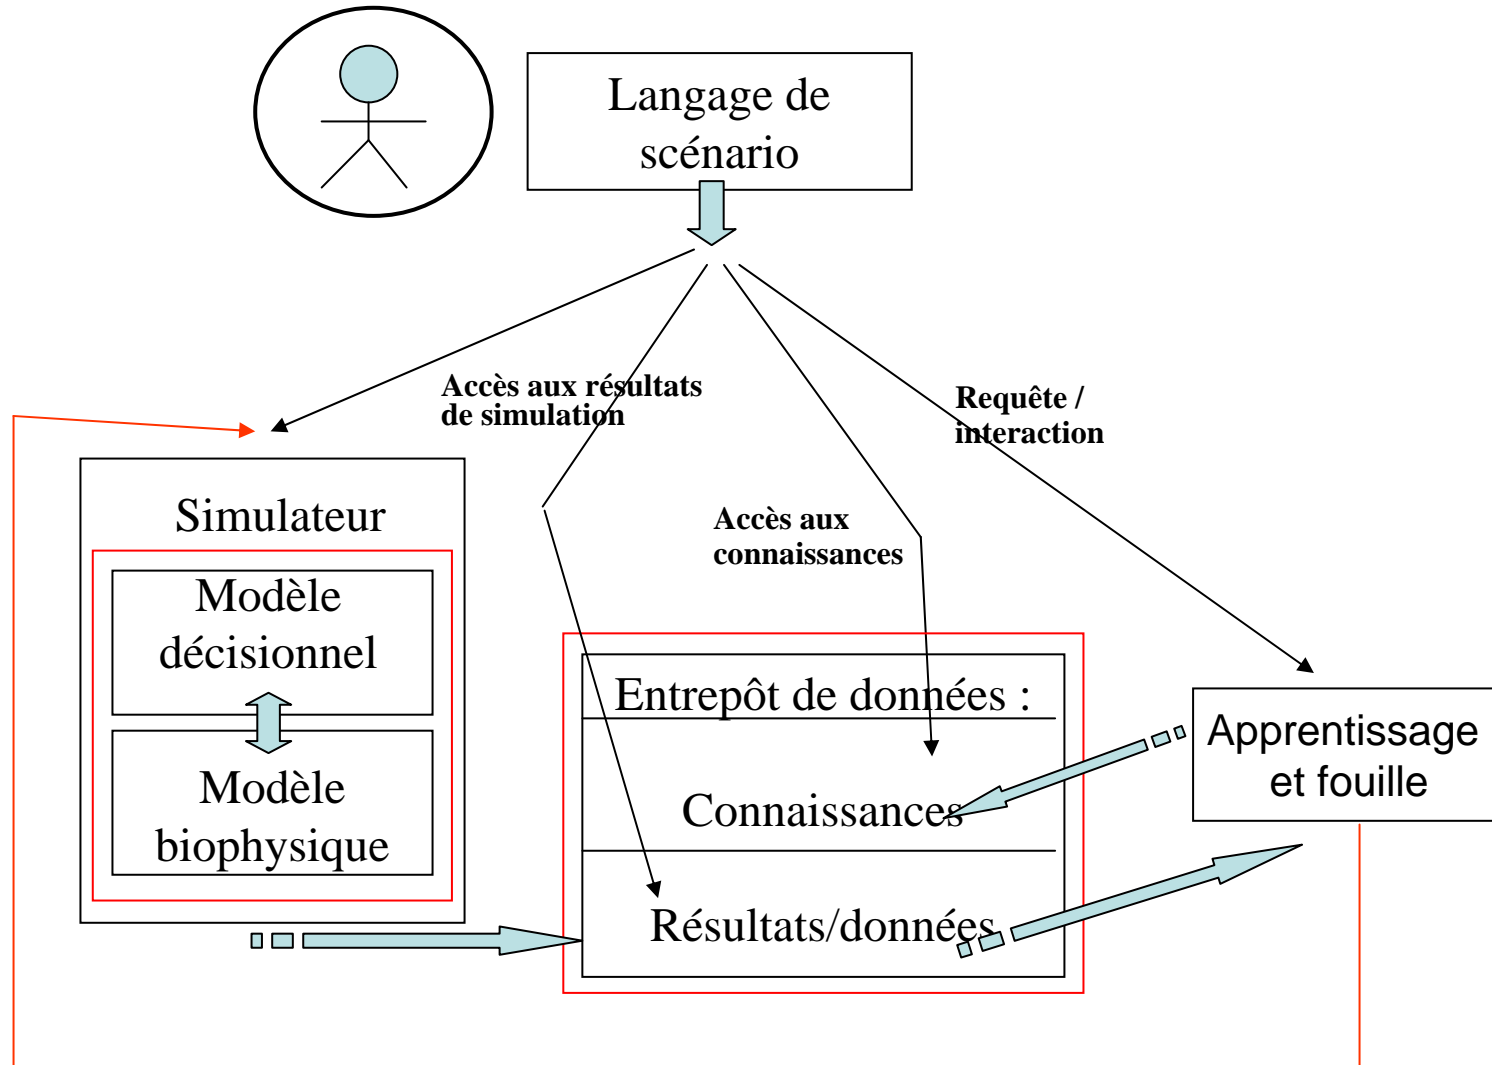 Langage de
scénario
Accès aux résultats
de simulation
Requête /
interaction
Simulateur
Accès aux
connaissances
Modèle
décisionnel
Modèle
biophysique
Entrepôt de données :
Connaissances
Résultats/données
Apprentissage
et fouille